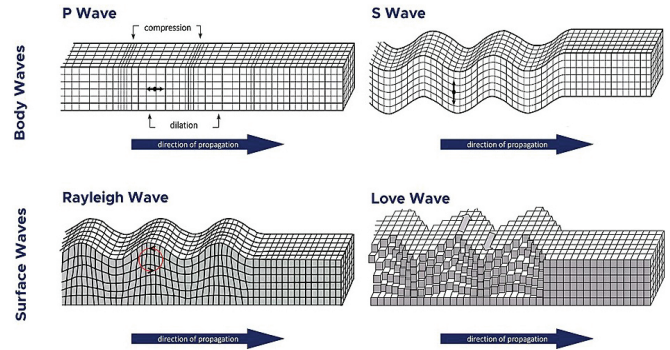 P Wave
compression
dilation
direction of propagation
S Wave
direction of propagation
Body Waves
Rayleigh Wave
direction of propagation
Love Wave
direction of propagation
Surface Waves